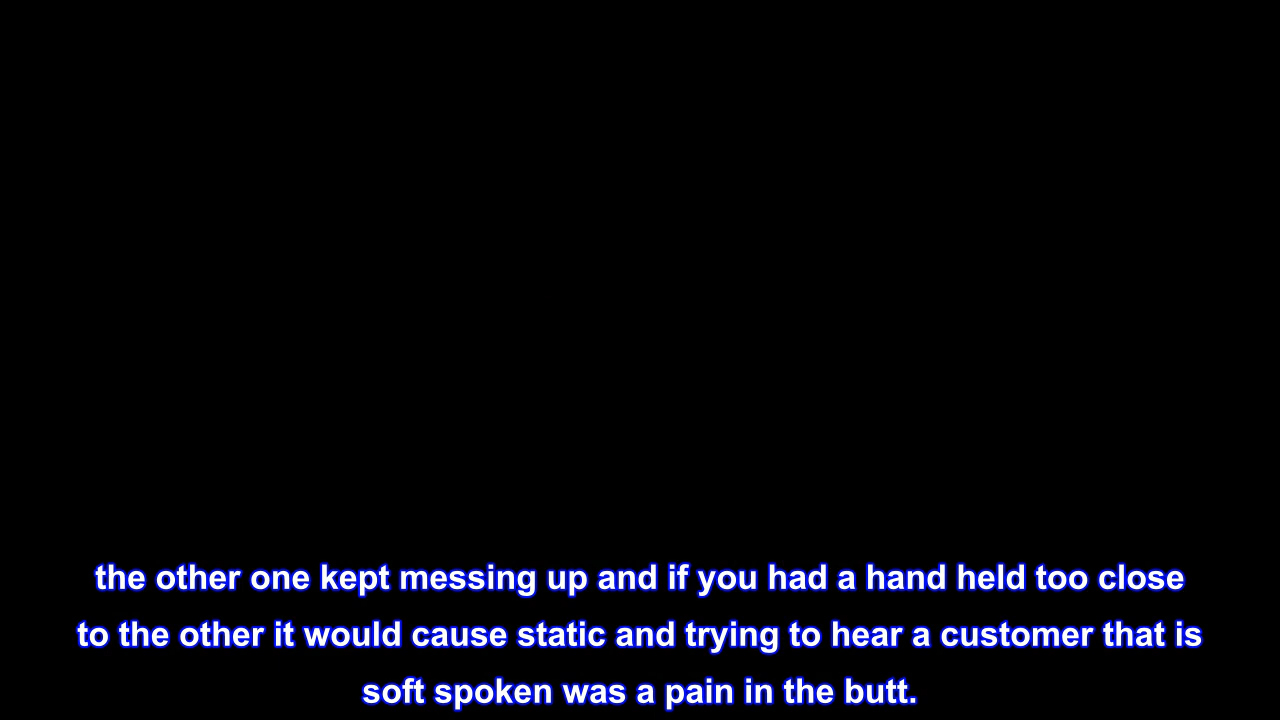 the other one kept messing up and if you had a hand held too close
to the other it would cause static and trying to hear a customer that is
soft spoken was a pain in the butt.